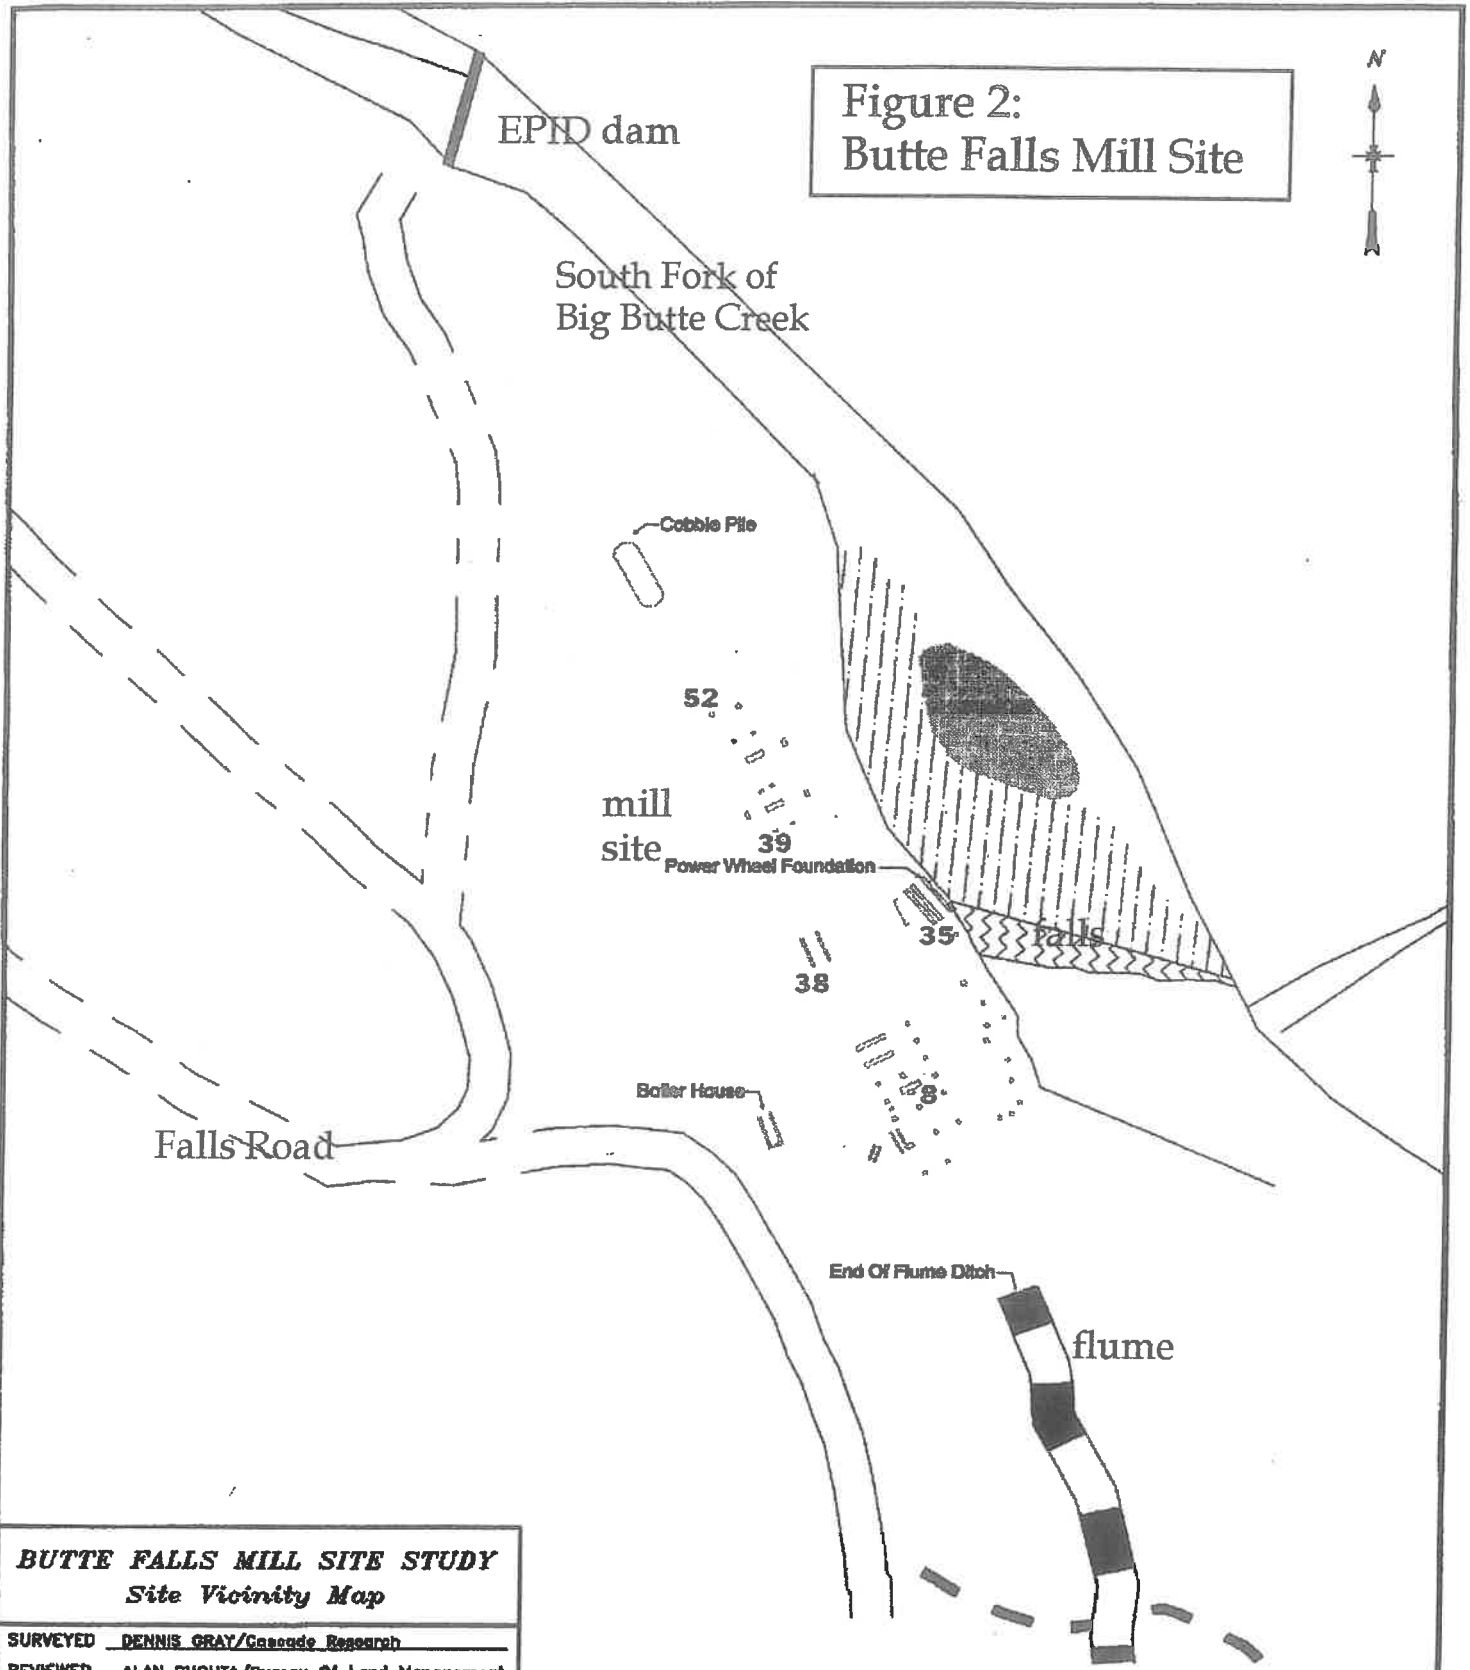 N
Figure 2:
Butte Falls Mill Site
EPID dam
South Fork of
Big Butte Creek
Cobble Pile
52
mill
site
39
Power Wheel Foundation
35
falls
38
8
Boiler House
Falls Road
End Of Flume Ditch
flume
BUTTE FALLS MILL SITE STUDY
Site Vicinity Map
SURVEYED DENNIS GRAY/Cascade Research
REVIEWED ALAN